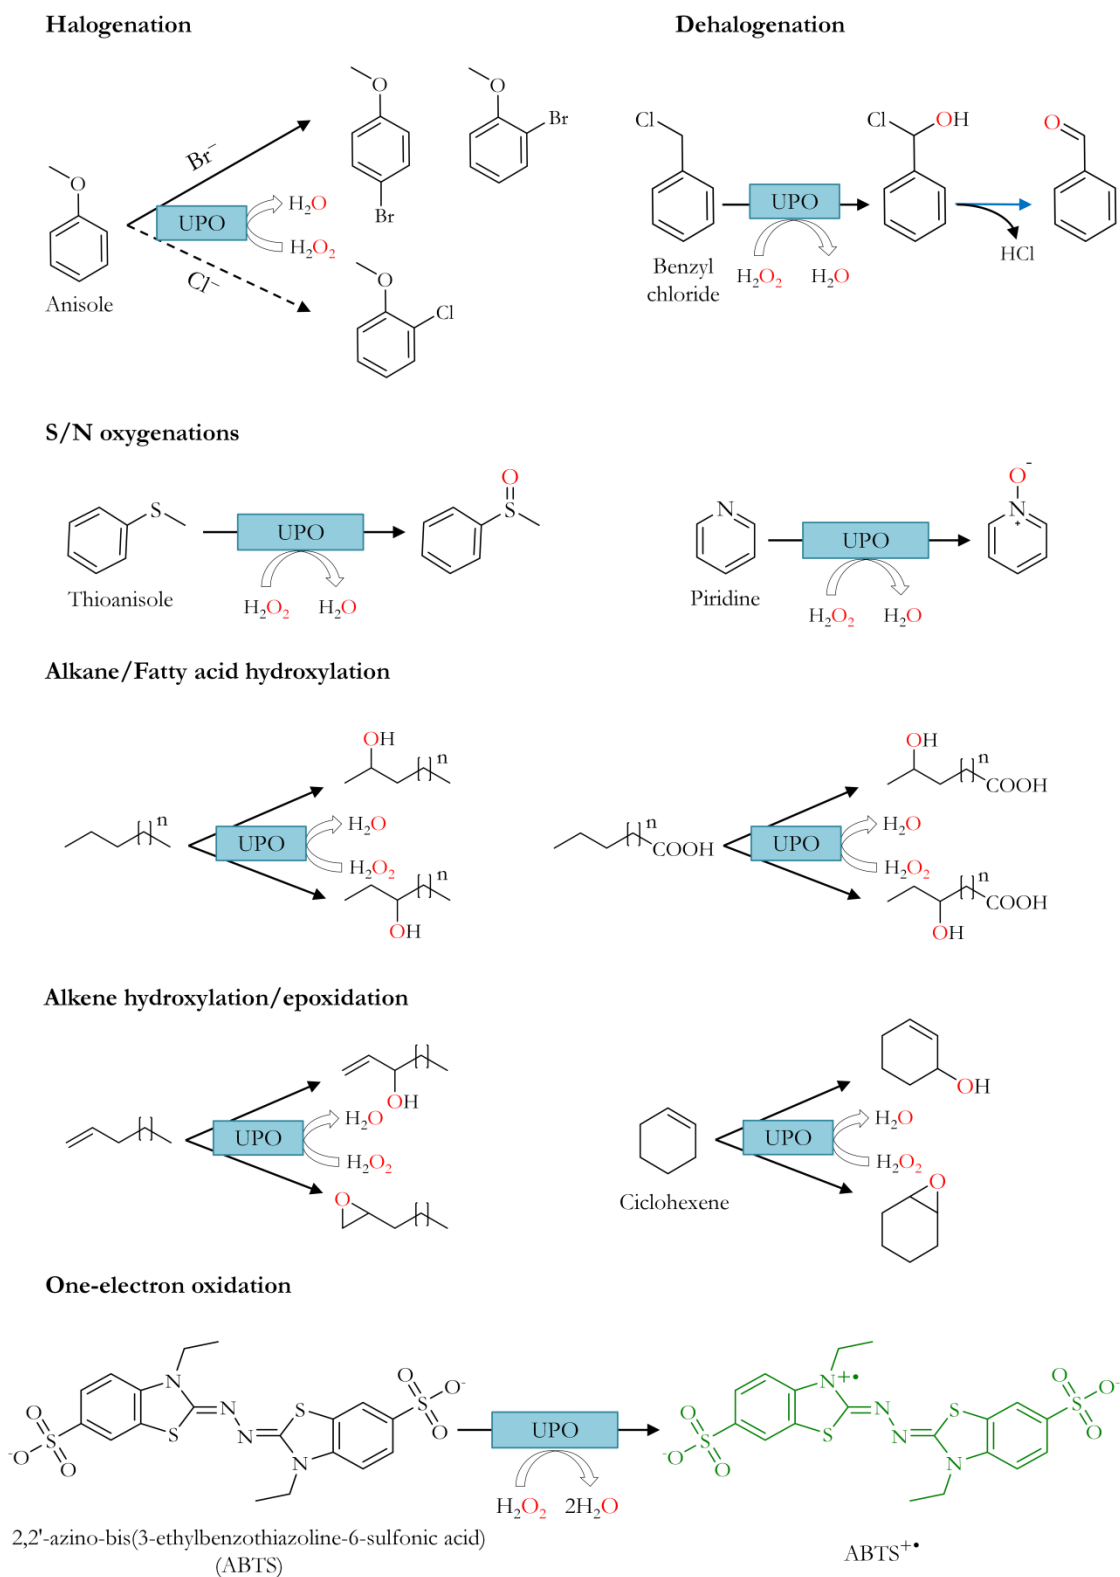 Halogenation
Dehalogenation
O
Br
O
Br
Br⁻
UPO
H₂O
H₂O₂
Cl⁻
O
Anisole
O
Cl
Cl
Benzyl
chloride
UPO
H₂O₂
H₂O
Cl
OH
HCl
O
S/N oxygenations
S
Thioanisole
UPO
H₂O₂
H₂O
O
S
N
Piridine
UPO
H₂O₂
H₂O
O⁻
N⁺
Alkane/Fatty acid hydroxylation
n
UPO
H₂O
H₂O₂
OH
n
n
OH
n
COOH
UPO
H₂O
H₂O₂
OH
n
COOH
n
COOH
OH
Alkene hydroxylation/epoxidation
UPO
H₂O
H₂O₂
OH
O
Ciclohexene
UPO
H₂O
H₂O₂
OH
O
One-electron oxidation
O
⁻O
S
O
N
S
N
N
S
N
O
S
O⁻
O
UPO
H₂O₂
2H₂O
O
⁻O
S
O
N⁺•
S
N
N
S
N
O
S
O⁻
O
2,2'-azino-bis(3-ethylbenzothiazoline-6-sulfonic acid)
(ABTS)
ABTS⁺•